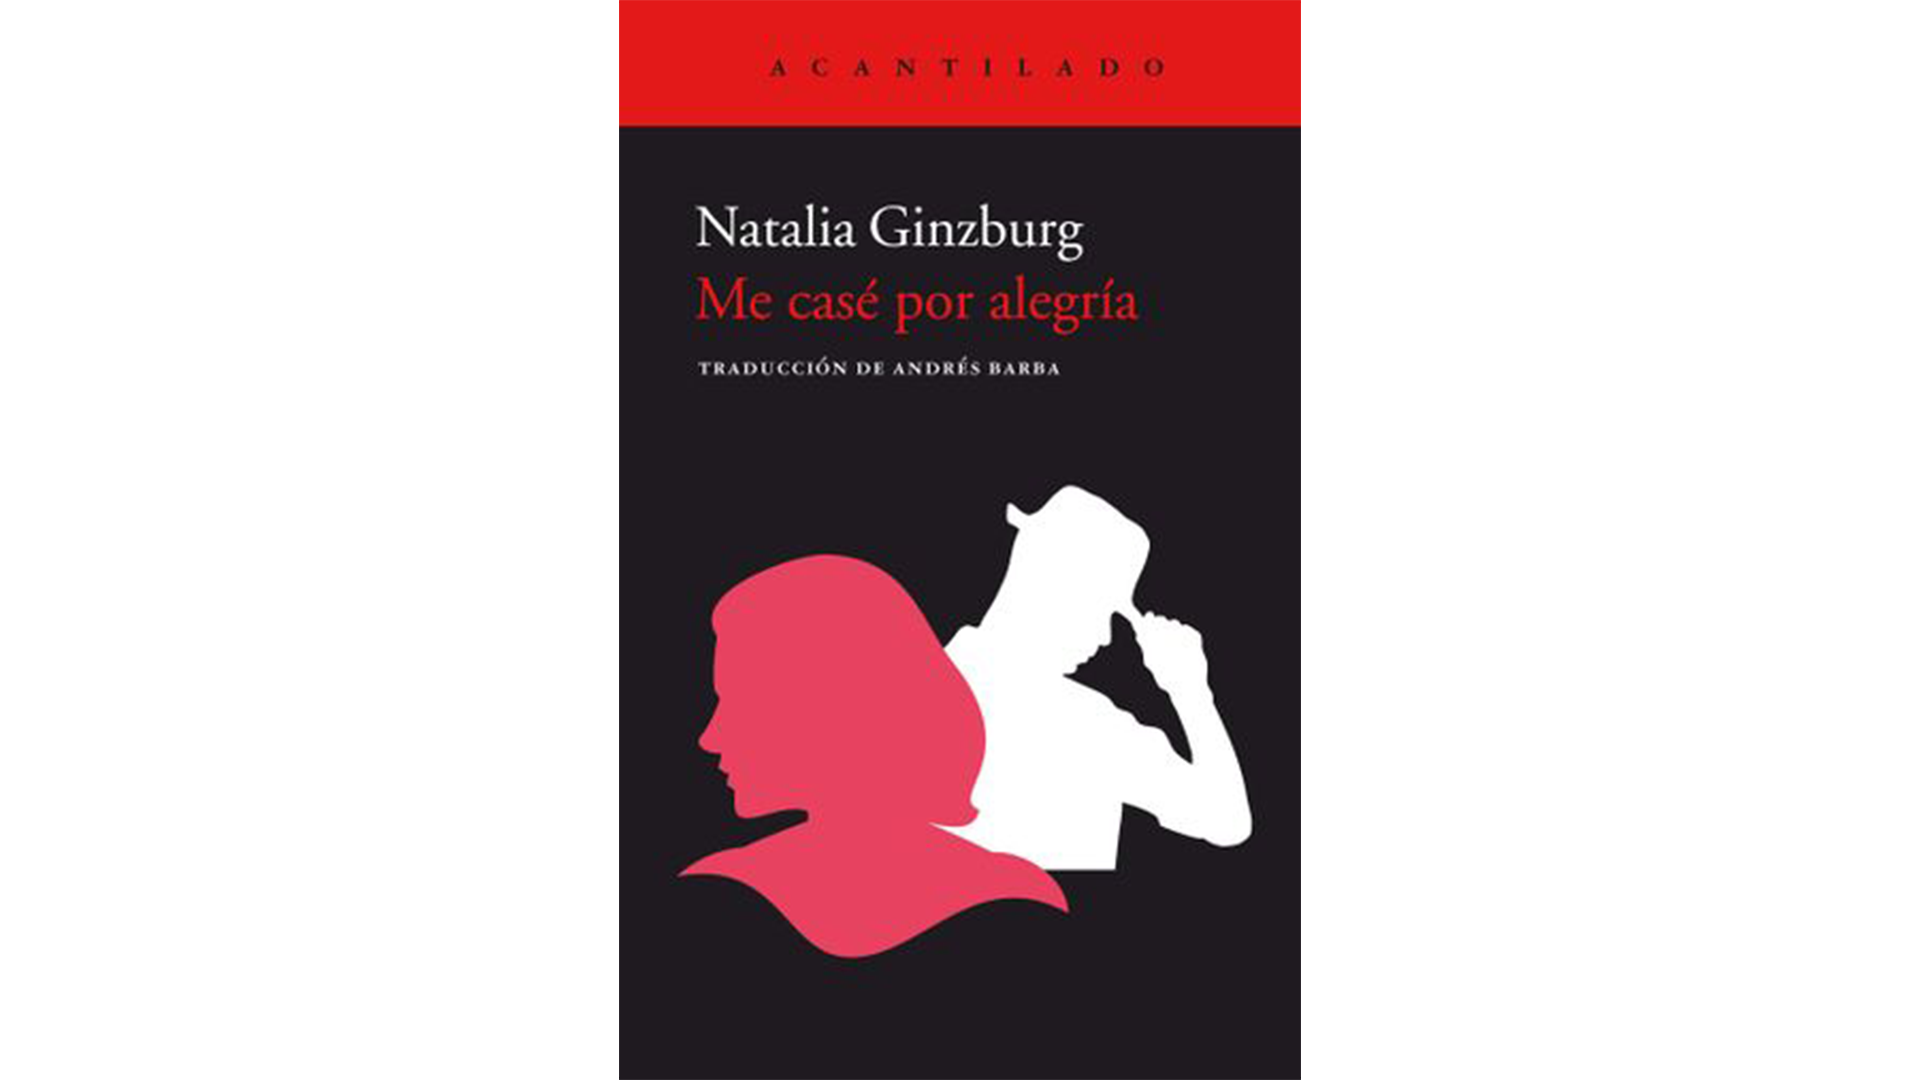 ACANTILADO
Natalia Ginzburg
Me casé por alegría
TRADUCCIÓN DE ANDRÉS BARBA